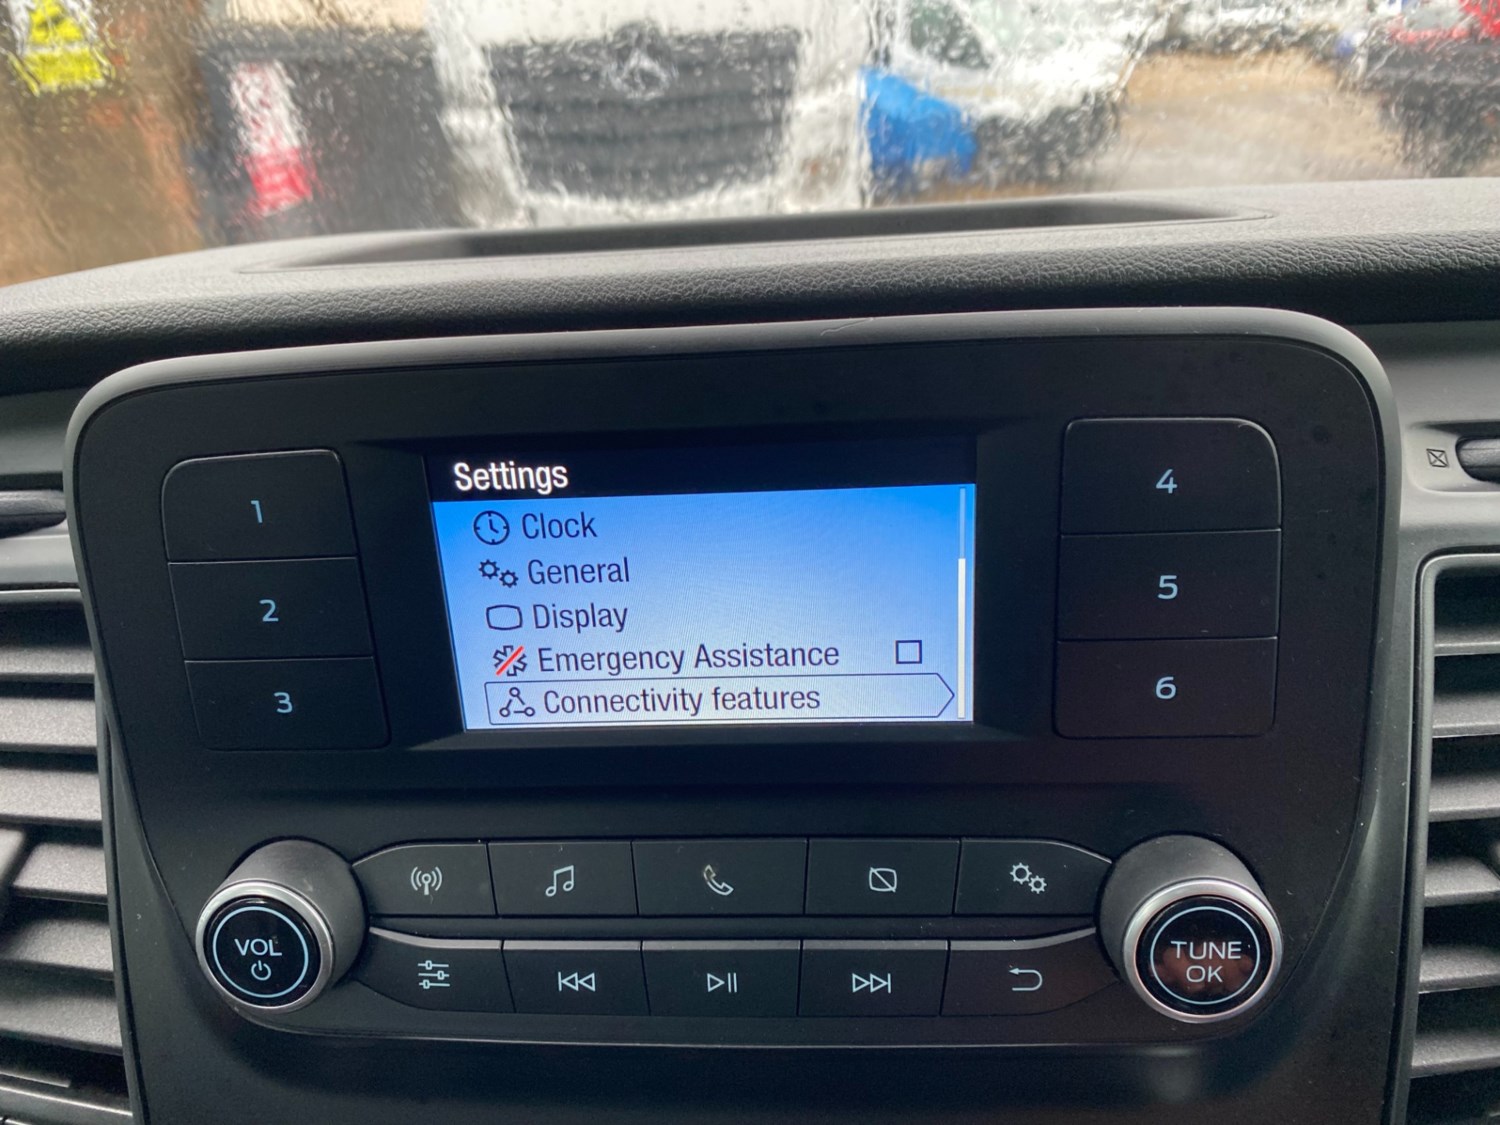 Settings
Clock
General
Display
Emergency Assistance
Connectivity features
1
2
3
4
5
6
VOL
TUNE
OK